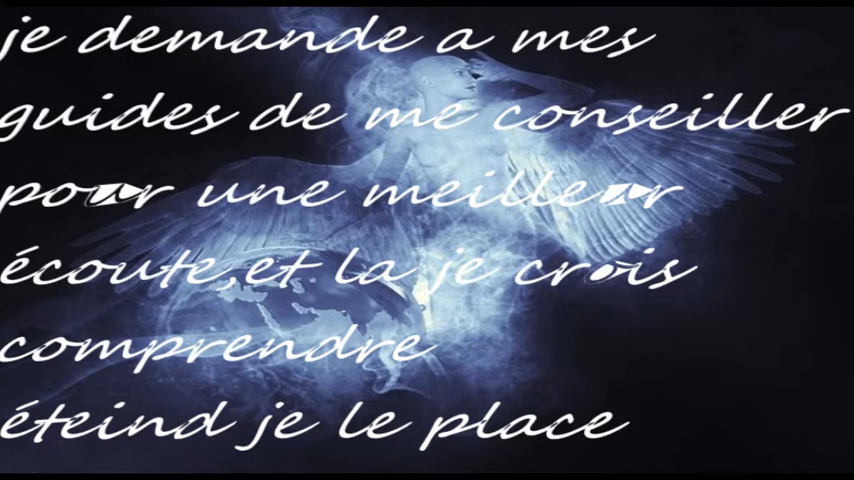 je demande a mes
guides de me conseiller
pour une meilleur
écoute,et la je crois
comprendre
éteind je le place